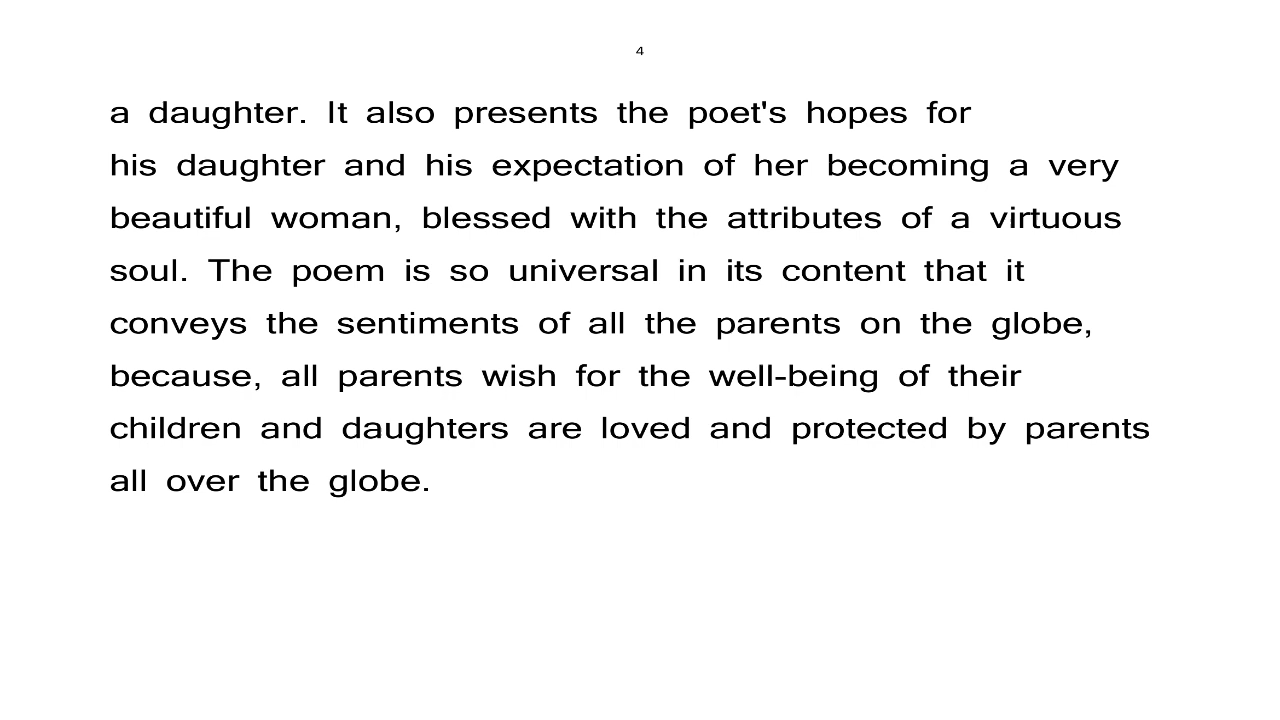 4
a daughter. It also presents the poet's hopes for
his daughter and his expectation of her becoming a very
beautiful woman, blessed with the attributes of a virtuous
soul. The poem is so universal in its content that it
conveys the sentiments of all the parents on the globe,
because, all parents wish for the well-being of their
children and daughters are loved and protected by parents
all over the globe.